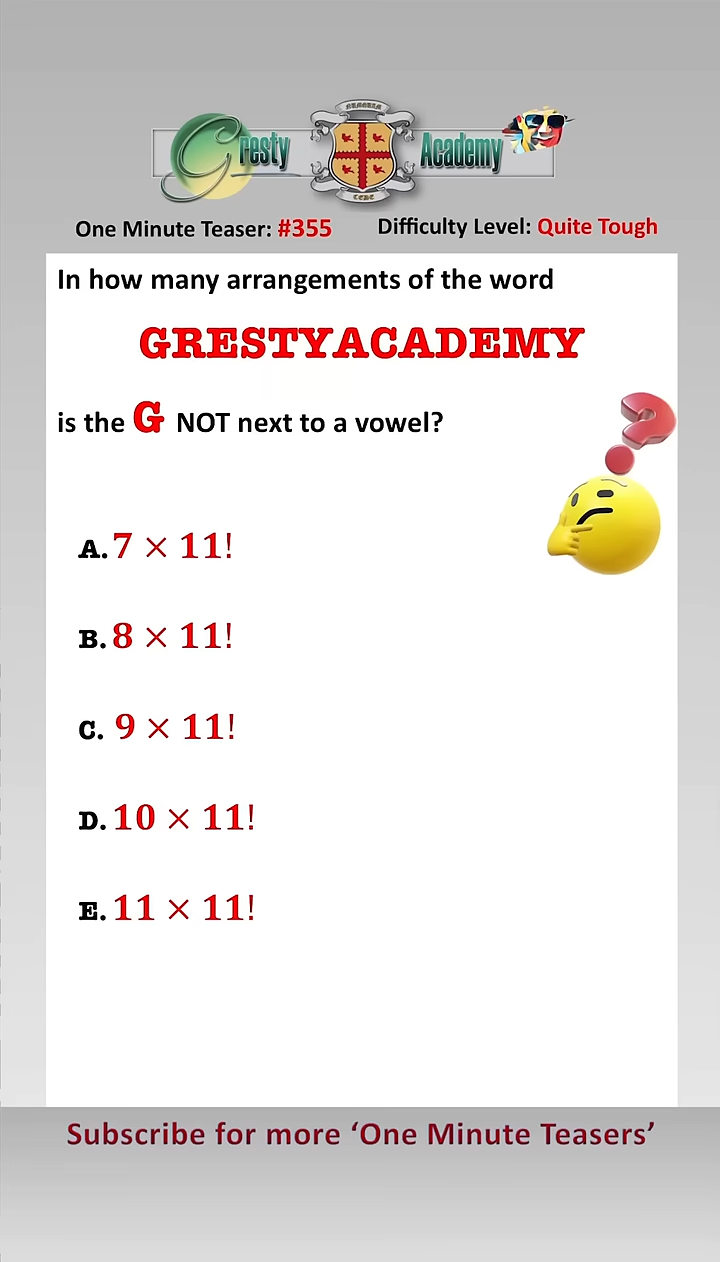 NUMQUAM
Gresty Academy
CEDE
One Minute Teaser: #355 Difficulty Level: Quite Tough
In how many arrangements of the word
GRESTYACADEMY
is the G NOT next to a vowel?
A. 7 × 11!
B. 8 × 11!
C. 9 × 11!
D. 10 × 11!
E. 11 × 11!
Subscribe for more ‘One Minute Teasers’